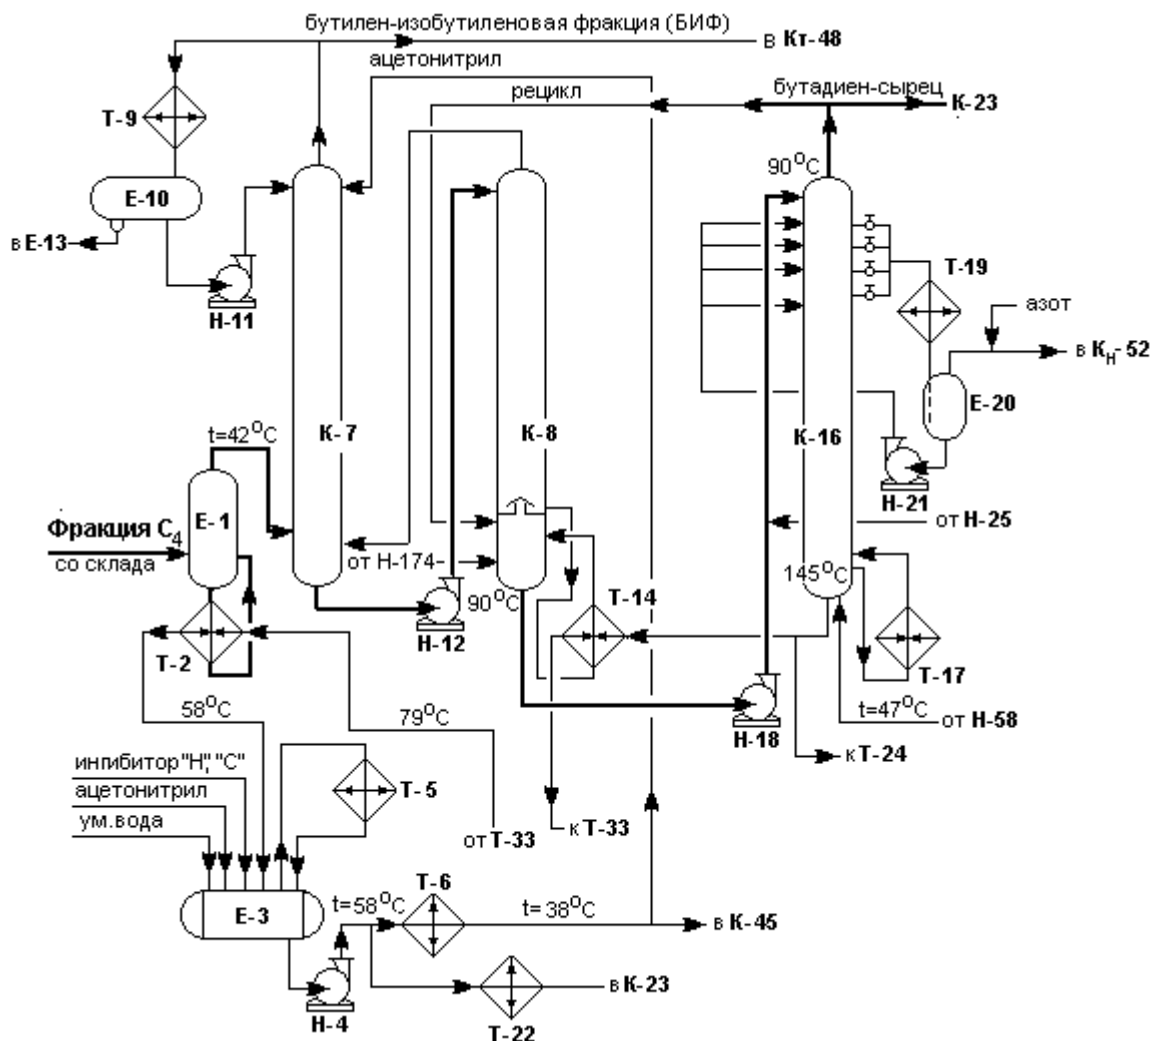 бутилен-изобутиленовая фракция (БИФ)
в Кт-48
ацетонитрил
рецикл
бутадиен-сырец
К-23
Т-9
90°С
Е-10
в Е-13
Т-19
Н-11
азот
в Кн-52
Е-20
t=42°С
К-7
К-8
К-16
Е-1
Н-21
Фракция С4
со склада
от Н-25
от Н-174
145°С
90°С
Т-14
Н-12
Т-2
Т-17
58°С
79°С
t=47°С
от Н-58
Н-18
к Т-24
ингибитор "Н", "С"
Т-5
ацетонитрил
ум.вода
от Т-33
к Т-33
Т-6
Е-3
t=58°С
t=38°С
в К-45
в К-23
Н-4
Т-22